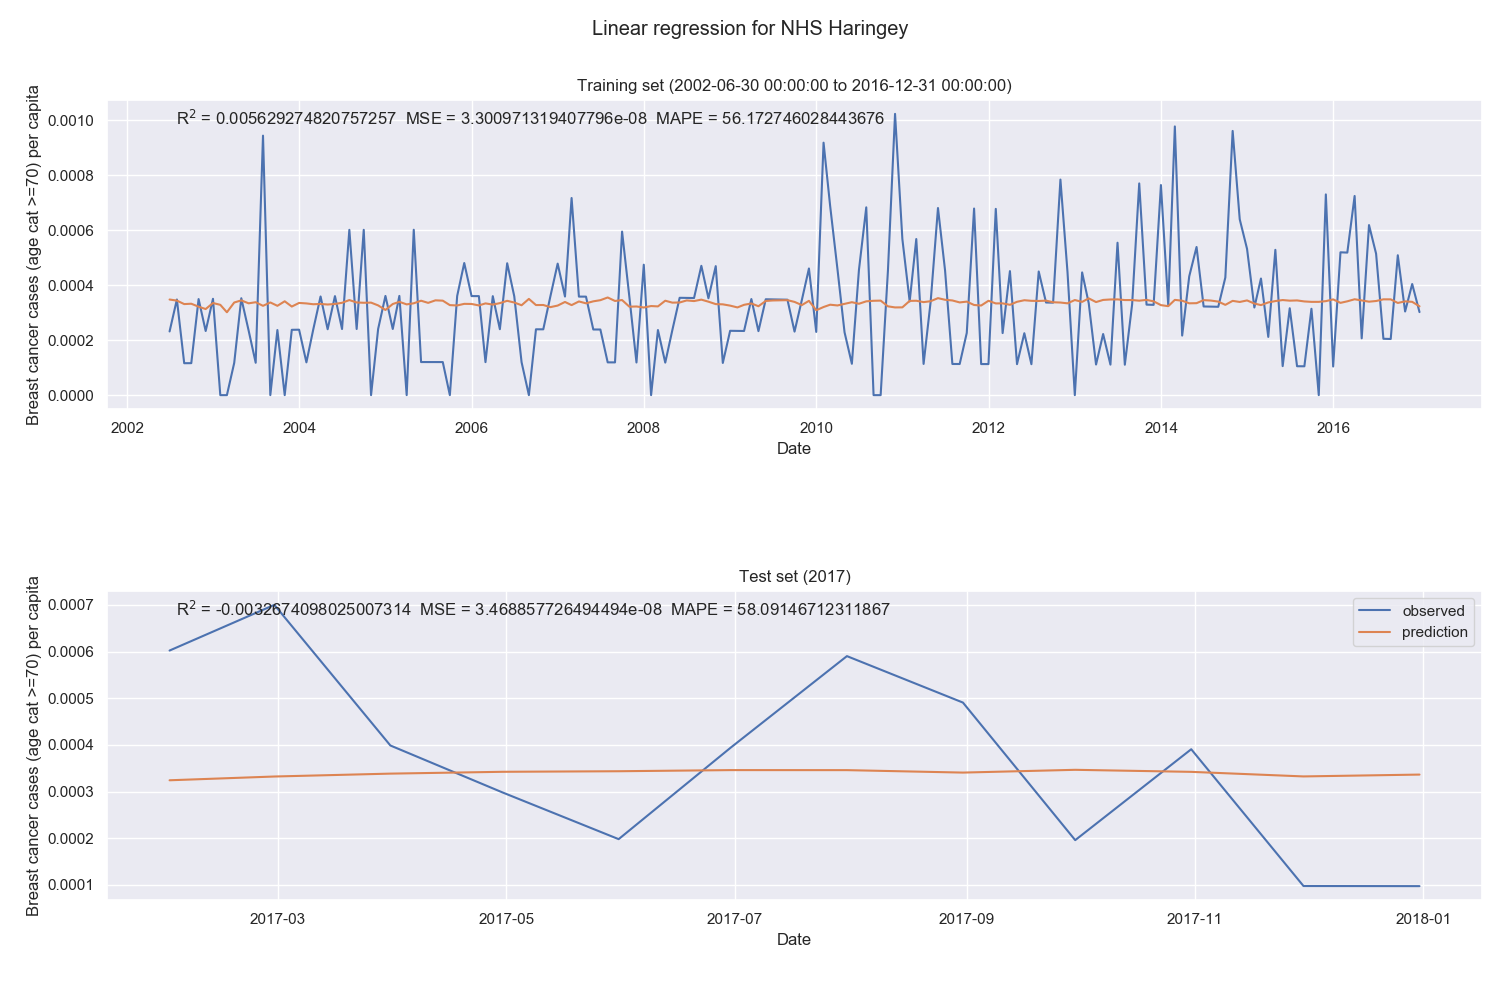 Linear regression for NHS Haringey
Training set (2002-06-30 00:00:00 to 2016-12-31 00:00:00)
R² = 0.005629274820757257 MSE = 3.300971319407796e-08 MAPE = 56.172746028443676
Breast cancer cases (age cat >=70) per capita
0.0010
0.0008
0.0006
0.0004
0.0002
0.0000
2002 2004 2006 2008 2010 2012 2014 2016
Date
Test set (2017)
R² = -0.0032674098025007314 MSE = 3.468857726494494e-08 MAPE = 58.09146712311867
observed
prediction
Breast cancer cases (age cat >=70) per capita
0.0007
0.0006
0.0005
0.0004
0.0003
0.0002
0.0001
2017-03 2017-05 2017-07 2017-09 2017-11 2018-01
Date